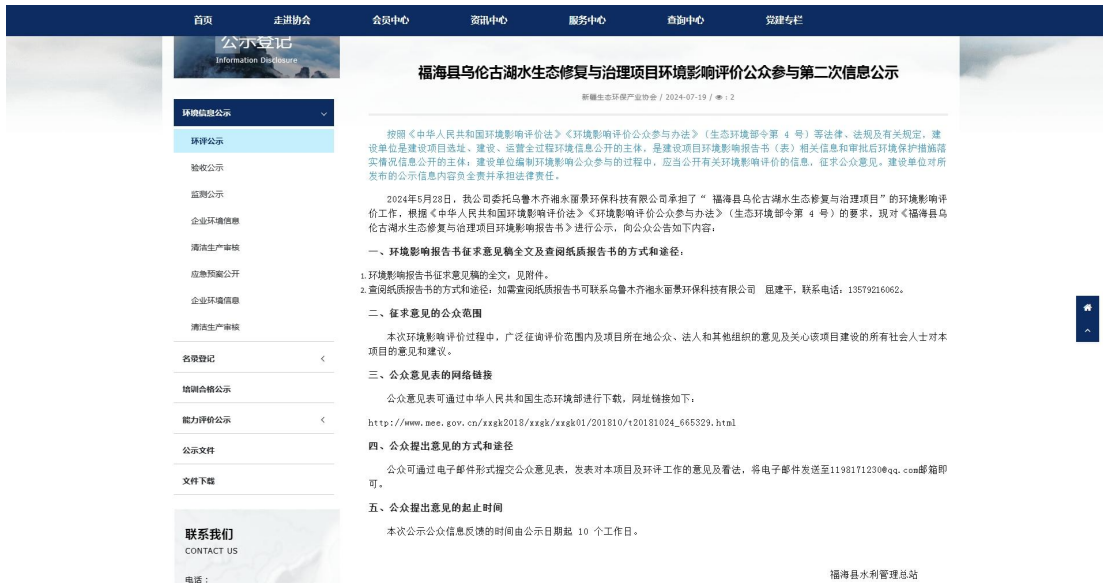 首页 走进协会 会员中心 资讯中心 服务中心 查询中心 党建专栏
公示登记
Information Disclosure
环境信息公示
环评公示
验收公示
监测公示
企业环境信息
清洁生产审核
应急预案公开
企业环境信息
清洁生产审核
名录登记
培训合格公示
能力评价公示
公示文件
文件下载
联系我们
CONTACT US
电话：
福海县乌伦古湖水生态修复与治理项目环境影响评价公众参与第二次信息公示
新疆生态环保产业协会 / 2024-07-19 / : 2
按照《中华人民共和国环境影响评价法》《环境影响评价公众参与办法》（生态环境部令第 4 号）等法律、法规及有关规定，建
设单位是建设项目选址、建设、运营全过程环境信息公开的主体，是建设项目环境影响报告书（表）相关信息和审批后环境保护措施落
实情况信息公开的主体；建设单位编制环境影响公众参与的过程中，应当公开有关环境影响评价的信息，征求公众意见。建设单位对所
发布的公示信息内容负全责并承担法律责任。
2024年5月28日，我公司委托乌鲁木齐湘永丽景环保科技有限公司承担了“ 福海县乌伦古湖水生态修复与治理项目”的环境影响评
价工作，根据《中华人民共和国环境影响评价法》《环境影响评价公众参与办法》（生态环境部令第 4 号）的要求，现对《福海县乌
伦古湖水生态修复与治理项目环境影响报告书》进行公示，向公众公告如下内容：
一、环境影响报告书征求意见稿全文及查阅纸质报告书的方式和途径：
1.环境影响报告书征求意见稿的全文，见附件。
2.查阅纸质报告书的方式和途径：如需查阅纸质报告书可联系乌鲁木齐湘永丽景环保科技有限公司 屈建平，联系电话：13579216062。
二、征求意见的公众范围
本次环境影响评价过程中，广泛征询评价范围内及项目所在地公众、法人和其他组织的意见及关心该项目建设的所有社会人士对本
项目的意见和建议。
三、公众意见表的网络链接
公众意见表可通过中华人民共和国生态环境部进行下载，网址链接如下：
http://www.mee.gov.cn/xxgk2018/xxgk/xxgk01/201810/t20181024_665329.html
四、公众提出意见的方式和途径
公众可通过电子邮件形式提交公众意见表，发表对本项目及环评工作的意见及看法，将电子邮件发送至1198171230@qq.com邮箱即
可。
五、公众提出意见的起止时间
本次公示公众信息反馈的时间由公示日期起 10 个工作日。
福海县水利管理总站